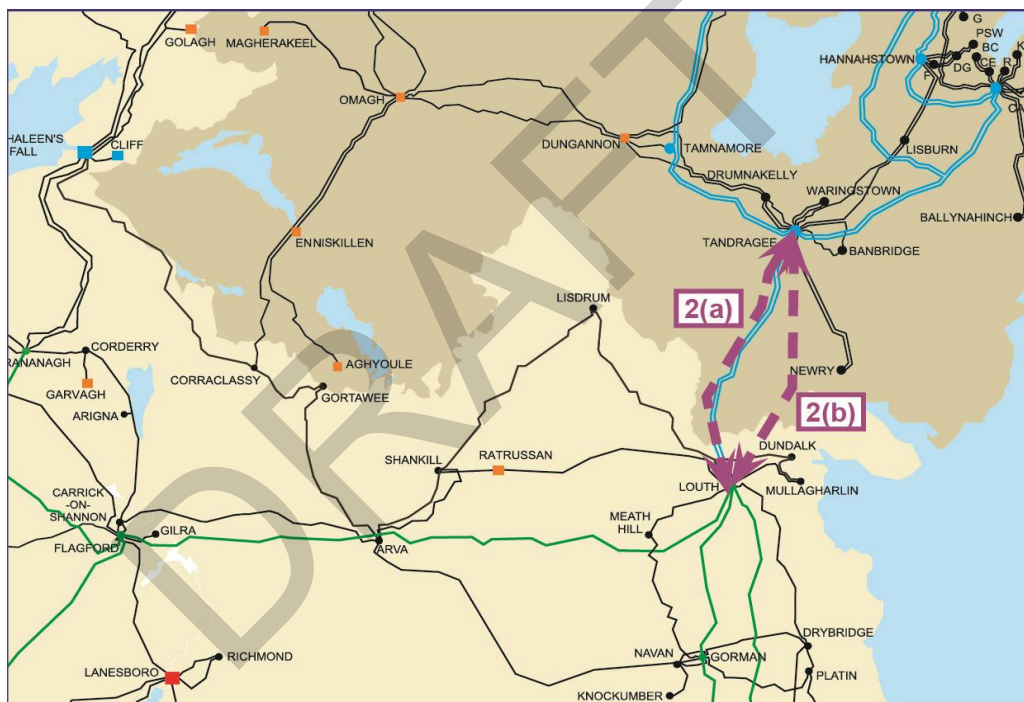 G
PSW
GOLAGH
MAGHERAKEEL
HANNAHSTOWN
BC
K
F
DG
CE
R
OMAGH
CA
HALEEN'S
FALL
CLIFF
DUNGANNON
TAMNAMORE
LISBURN
DRUMNAKELLY
WARINGSTOWN
BALLYNAHINCH
ENNISKILLEN
TANDRAGEE
BANBRIDGE
LISDRUM
2(a)
CORDERRY
RANANAGH
AGHYOULE
NEWRY
CORRACLASSY
GARVAGH
GORTAWEE
ARIGNA
2(b)
DUNDALK
SHANKILL
RATRUSSAN
LOUTH
MULLAGHARLIN
CARRICK
-ON-
SHANNON
GILRA
MEATH
HILL
FLAGFORD
ARVA
DRYBRIDGE
NAVAN
GORMAN
RICHMOND
LANESBORO
PLATIN
KNOCKUMBER
DRAFT